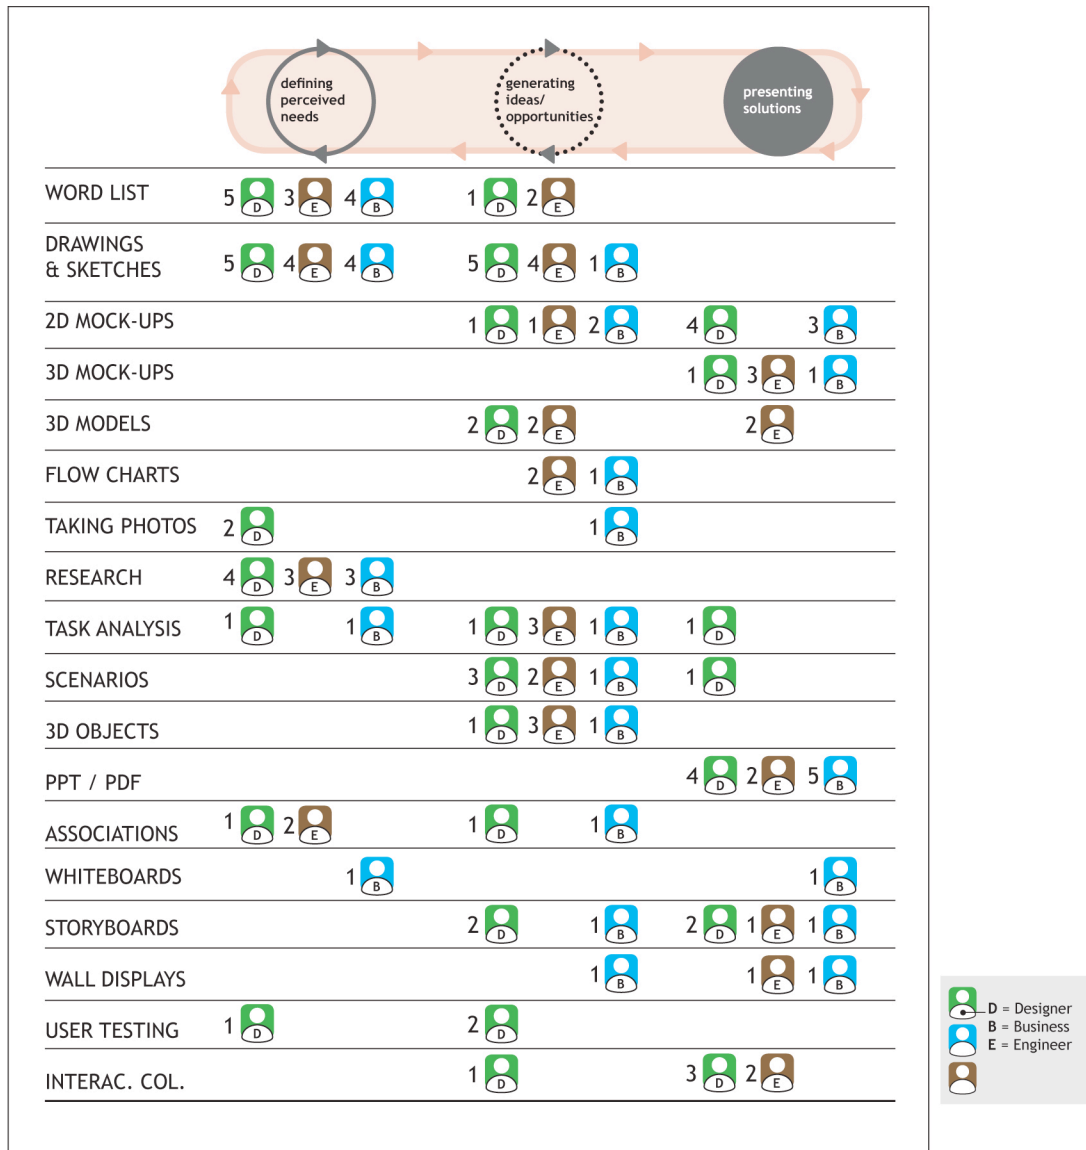 defining
perceived
needs
generating
ideas/
opportunities
presenting
solutions
WORD LIST 5 D 3 E 4 B 1 D 2 E
DRAWINGS
& SKETCHES 5 D 4 E 4 B 5 D 4 E 1 B
2D MOCK-UPS 1 D 1 E 2 B 4 D 3 B
3D MOCK-UPS 1 D 3 E 1 B
3D MODELS 2 D 2 E 2 E
FLOW CHARTS 2 E 1 B
TAKING PHOTOS 2 D 1 B
RESEARCH 4 D 3 E 3 B
TASK ANALYSIS 1 D 1 B 1 D 3 E 1 B 1 D
SCENARIOS 3 D 2 E 1 B 1 D
3D OBJECTS 1 D 3 E 1 B
PPT / PDF 4 D 2 E 5 B
ASSOCIATIONS 1 D 2 E 1 D 1 B
WHITEBOARDS 1 B 1 B
STORYBOARDS 2 D 1 B 2 D 1 E 1 B
WALL DISPLAYS 1 B 1 E 1 B
USER TESTING 1 D 2 D
INTERAC. COL. 1 D 3 D 2 E
D = Designer
B = Business
E = Engineer